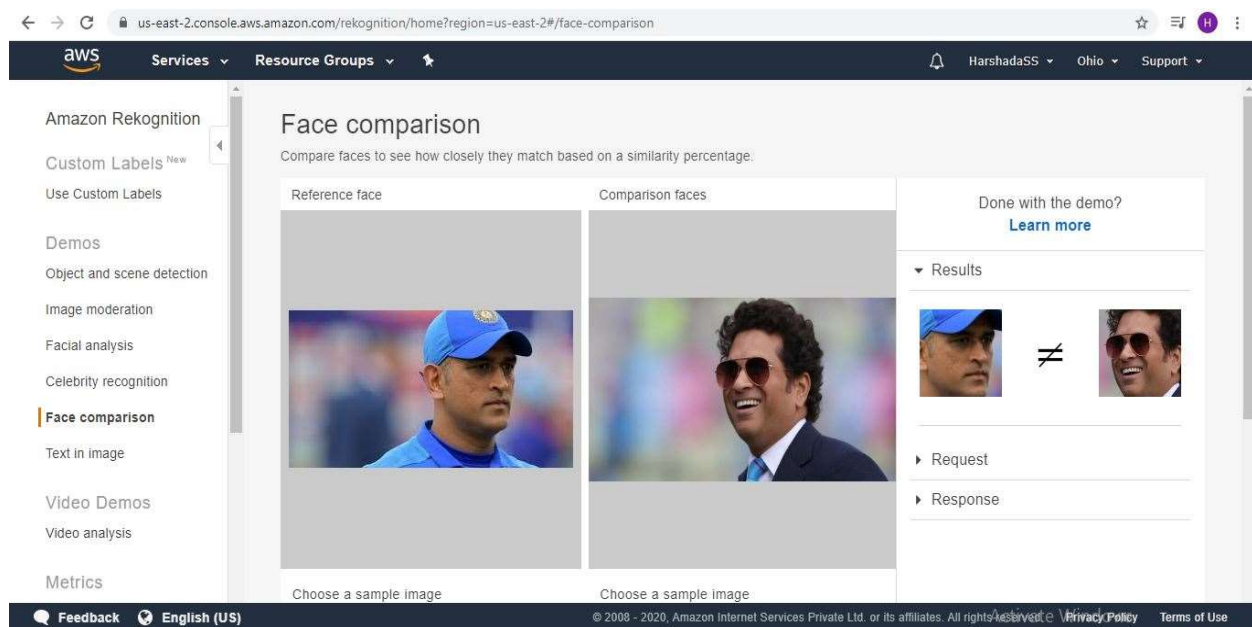 us-east-2.console.aws.amazon.com/rekognition/home?region=us-east-2#/face-comparison
H
aws
Services
Resource Groups
HarshadaSS
Ohio
Support
Amazon Rekognition
Custom Labels New
Use Custom Labels
Demos
Object and scene detection
Image moderation
Facial analysis
Celebrity recognition
Face comparison
Text in image
Video Demos
Video analysis
Metrics
Face comparison
Compare faces to see how closely they match based on a similarity percentage.
Reference face
Comparison faces
Choose a sample image
Choose a sample image
Done with the demo?
Learn more
Results
≠
Request
Response
Feedback
English (US)
© 2008 - 2020, Amazon Internet Services Private Ltd. or its affiliates. All rights
Privacy Policy
Terms of Use